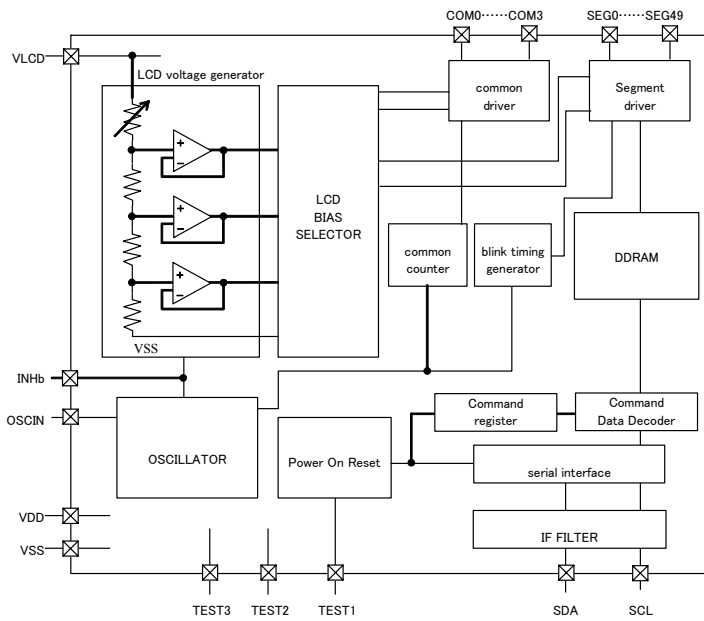 COM0……COM3
SEG0……SEG49
VLCD
LCD voltage generator
common
driver
Segment
driver
+
-
+
-
+
-
LCD
BIAS
SELECTOR
common
counter
blink timing
generator
DDRAM
VSS
INHb
OSCIN
OSCILLATOR
Power On Reset
Command
register
Command
Data Decoder
serial interface
IF FILTER
VDD
VSS
TEST3
TEST2
TEST1
SDA
SCL